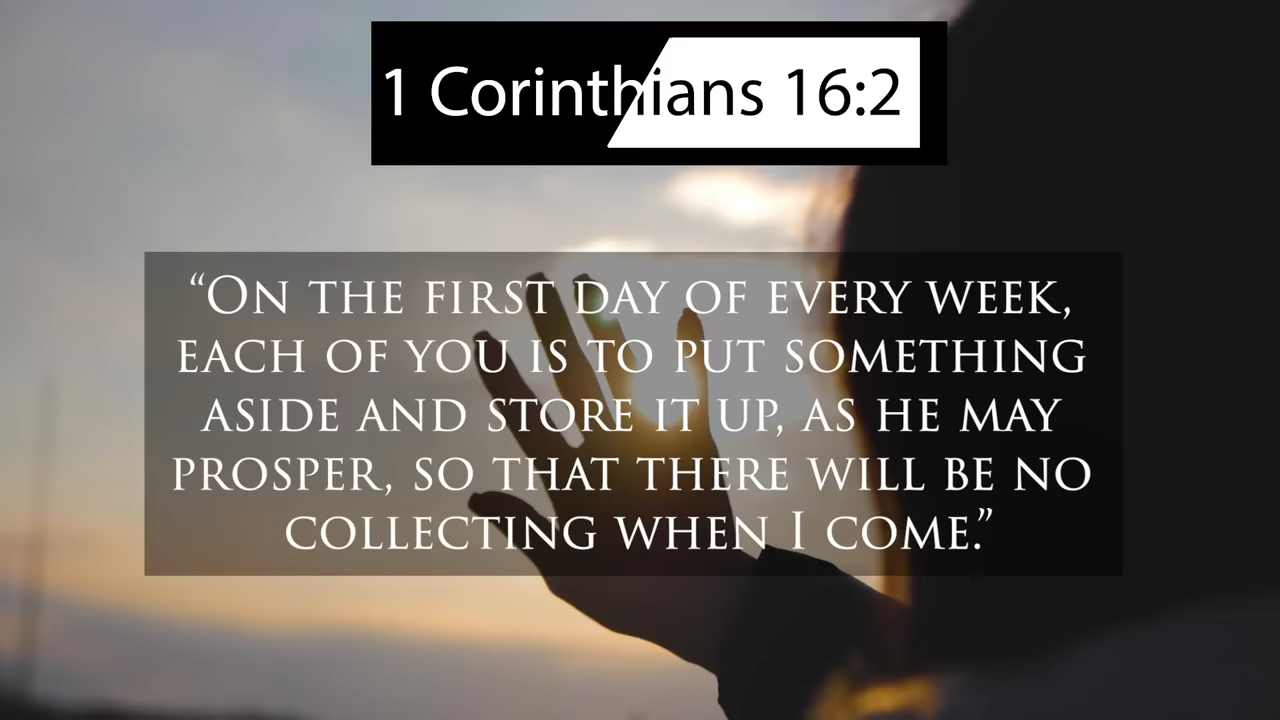 1 Corinthians 16:2
“On the first day of every week,
each of you is to put something
aside and store it up, as he may
prosper, so that there will be no
collecting when I come.”